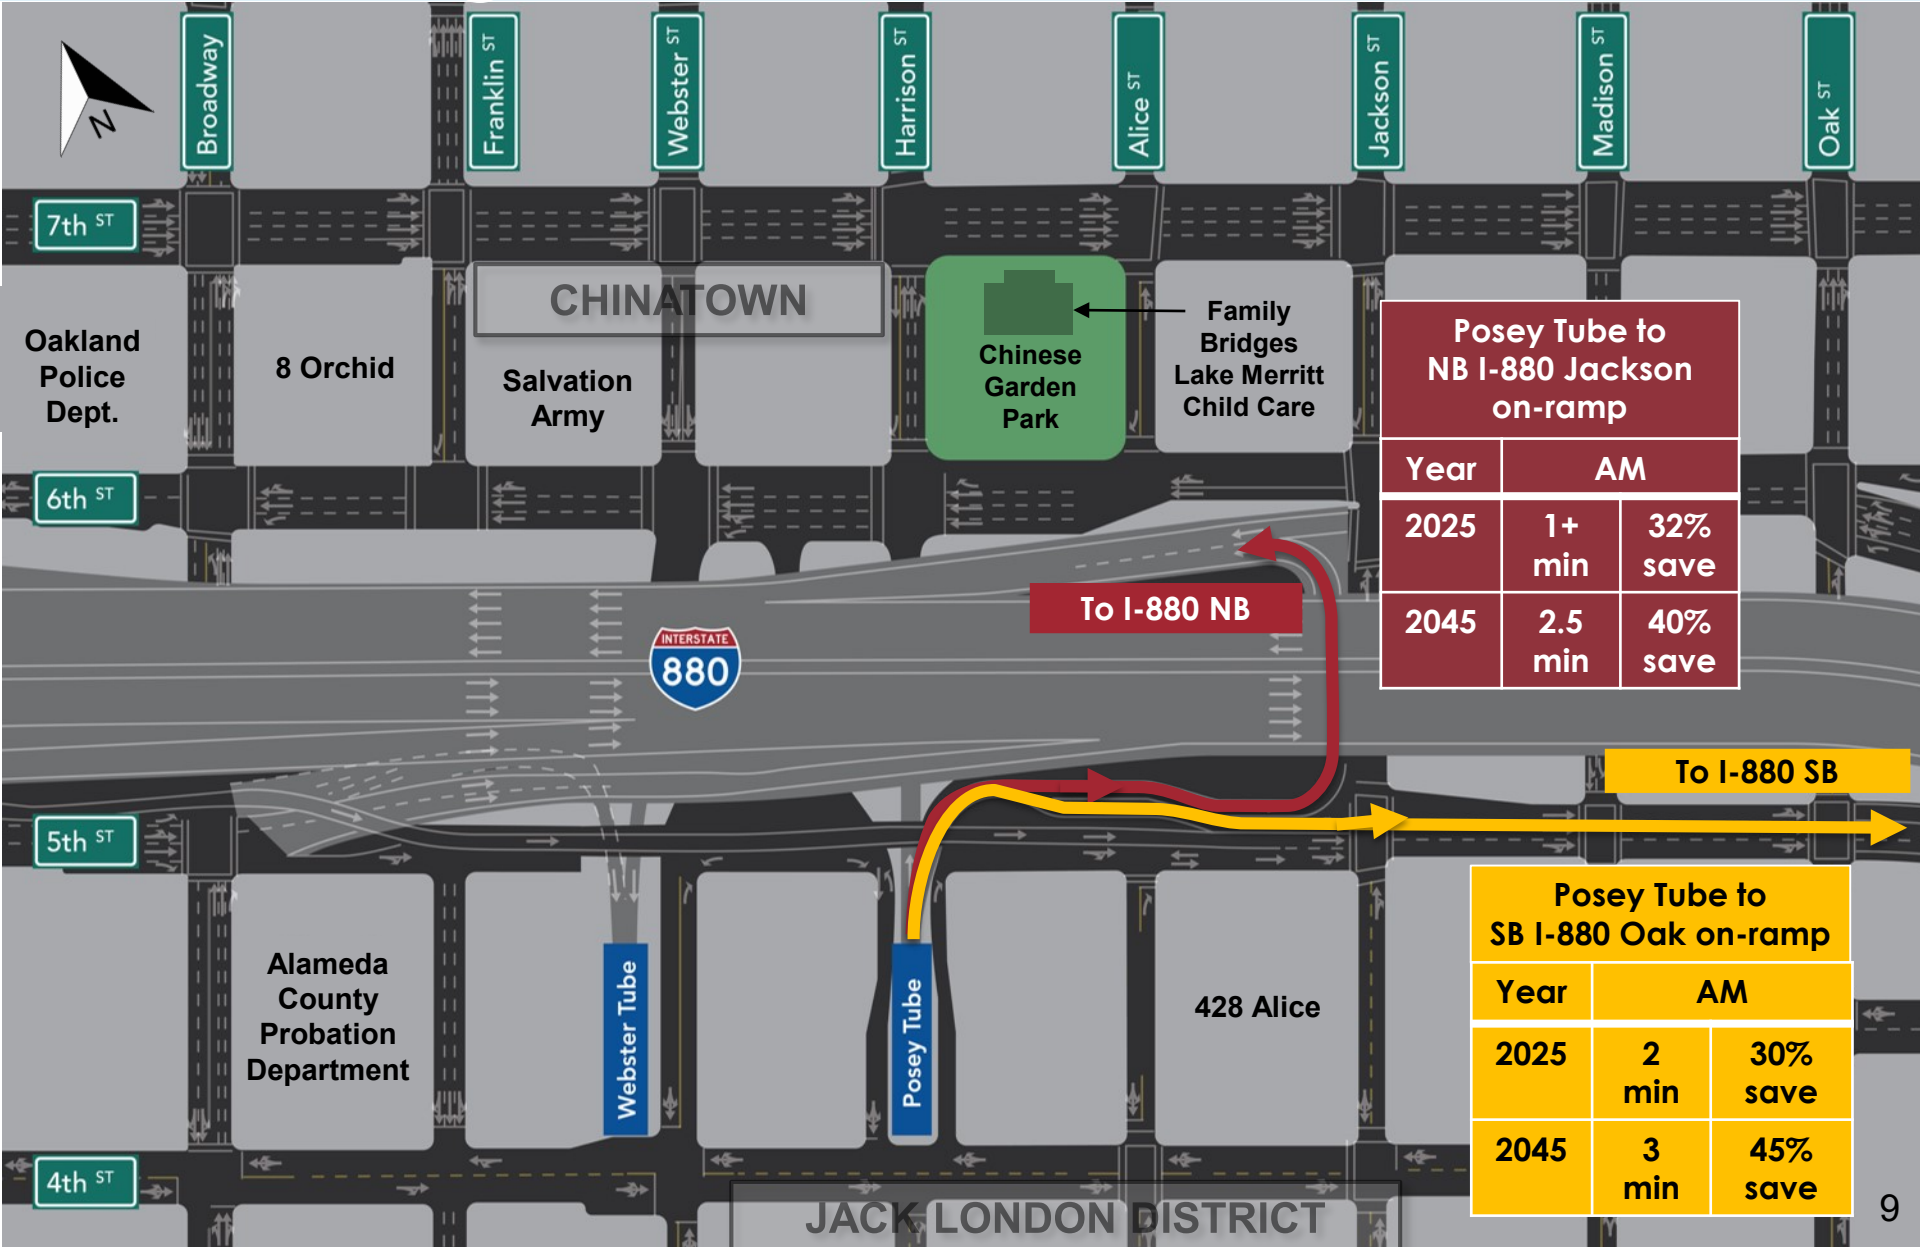 Broadway
Franklin ST
Webster ST
Harrison ST
Alice ST
Jackson ST
Madison ST
Oak ST
N
7th ST
CHINATOWN
Oakland
Police
Dept.
8 Orchid
Salvation
Army
Chinese
Garden
Park
Family
Bridges
Lake Merritt
Child Care
Posey Tube to
NB I-880 Jackson
on-ramp
Year AM
2025 1+ min 32% save
2045 2.5 min 40% save
6th ST
To I-880 NB
INTERSTATE
880
To I-880 SB
5th ST
Posey Tube to
SB I-880 Oak on-ramp
Year AM
2025 2 min 30% save
2045 3 min 45% save
Alameda
County
Probation
Department
Webster Tube
Posey Tube
428 Alice
4th ST
JACK LONDON DISTRICT
9